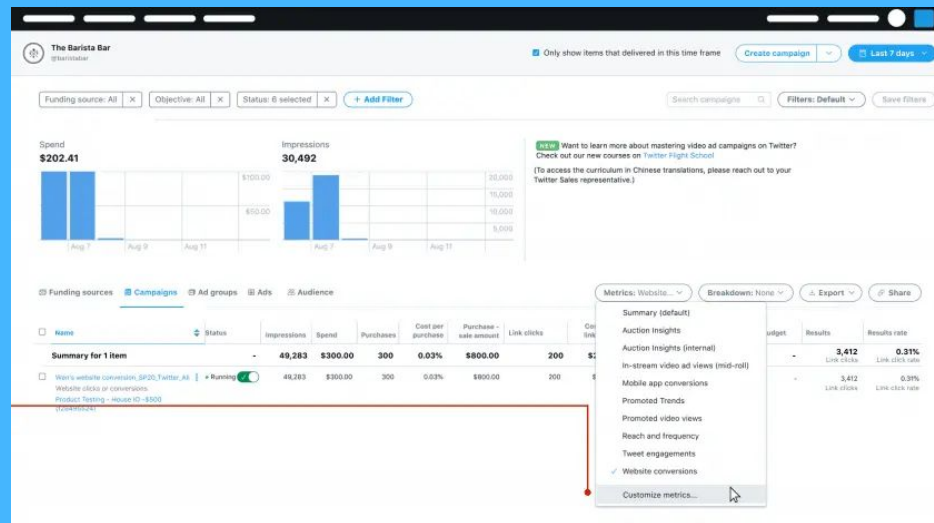 The Barista Bar
@baristabar
Only show items that delivered in this time frame
Create campaign
Last 7 days
Funding source: All ×
Objective: All ×
Status: 6 selected ×
+ Add Filter
Search campaigns
Filters: Default
Save filters
Spend
$202.41
$100.00
$50.00
Aug 7
Aug 9
Aug 11
Impressions
30,492
20,000
15,000
10,000
5,000
Aug 7
Aug 9
Aug 11
NEW Want to learn more about mastering video ad campaigns on Twitter?
Check out our new courses on Twitter Flight School
(To access the curriculum in Chinese translations, please reach out to your
Twitter Sales representative.)
Funding sources
Campaigns
Ad groups
Ads
Audience
Metrics: Website...
Breakdown: None
Export
Share
Name
Status
Impressions
Spend
Purchases
Cost per
purchase
Purchase -
sale amount
Link clicks
Results
Results rate
Summary for 1 item
-
49,283
$300.00
300
0.03%
$800.00
200
-
3,412
Link clicks
0.31%
Link click rate
Wen's website conversion_SP20_Twitter_All
Running
49,283
$300.00
300
0.03%
$800.00
200
-
3,412
Link clicks
0.31%
Link click rate
Website clicks or conversions
Product Testing - House IO -$500
Summary (default)
Auction Insights
Auction Insights (internal)
In-stream video ad views (mid-roll)
Mobile app conversions
Promoted Trends
Promoted video views
Reach and frequency
Tweet engagements
✓ Website conversions
Customize metrics...